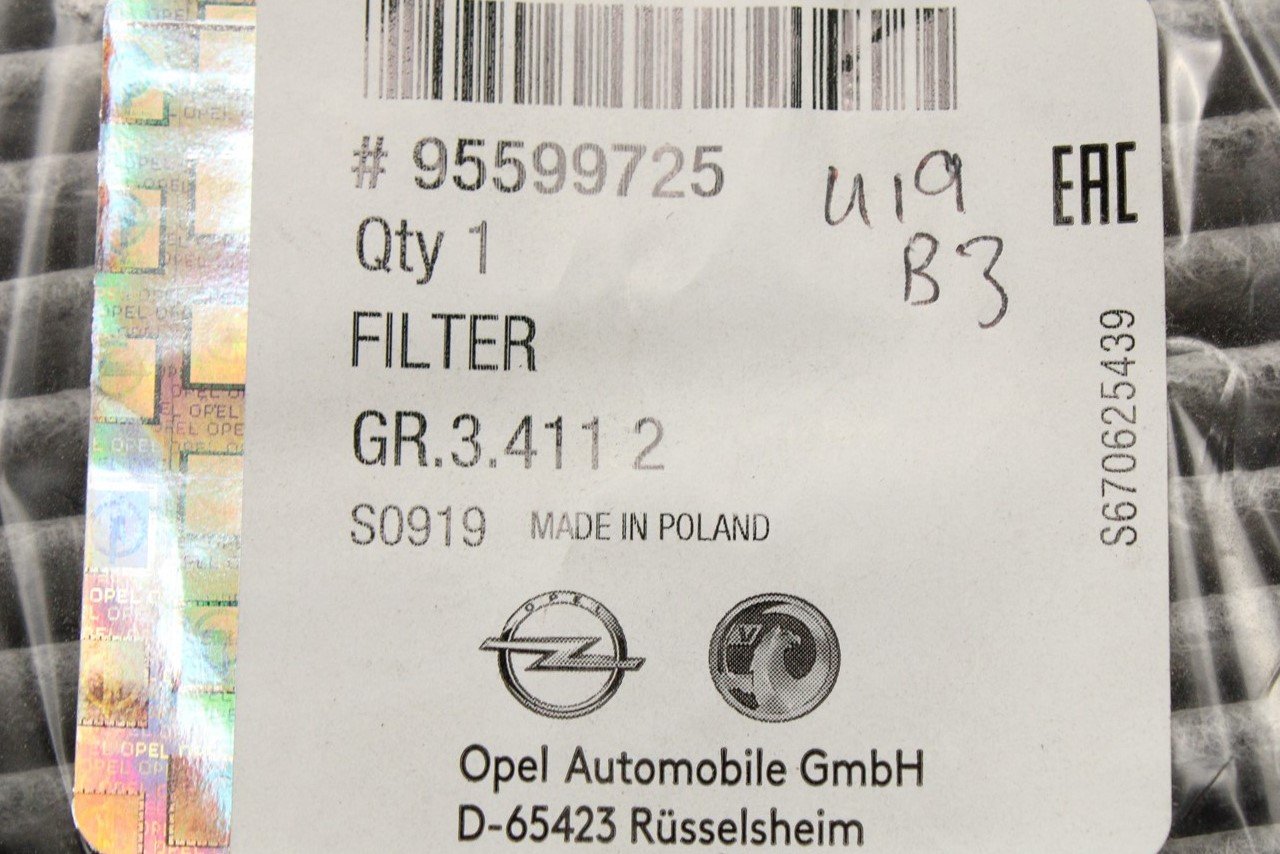 # 95599725
U19
B3
EAC
Qty 1
FILTER
GR.3.411 2
S0919 MADE IN POLAND
S670625439
OPEL
Opel Automobile GmbH
D-65423 Rüsselsheim